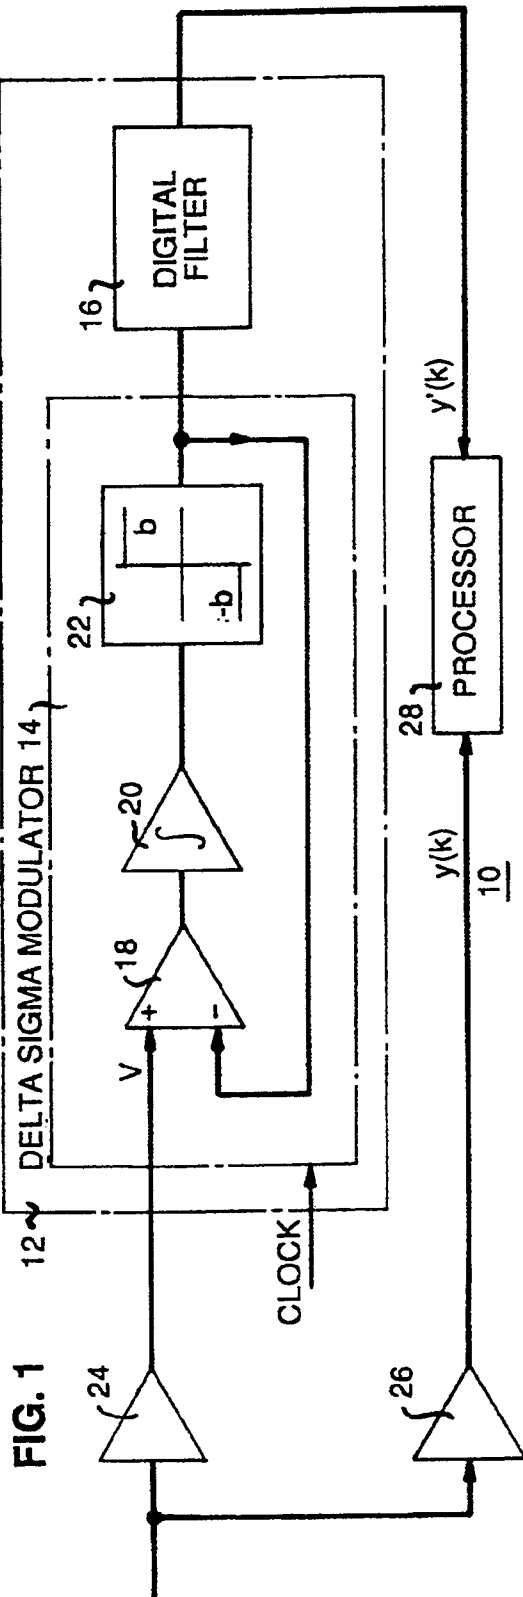 FIG. 1
12
DELTA SIGMA MODULATOR 14
16
DIGITAL
FILTER
22
b
-b
20
18
V
+
-
CLOCK
24
26
y(k)
y'(k)
28
PROCESSOR
10